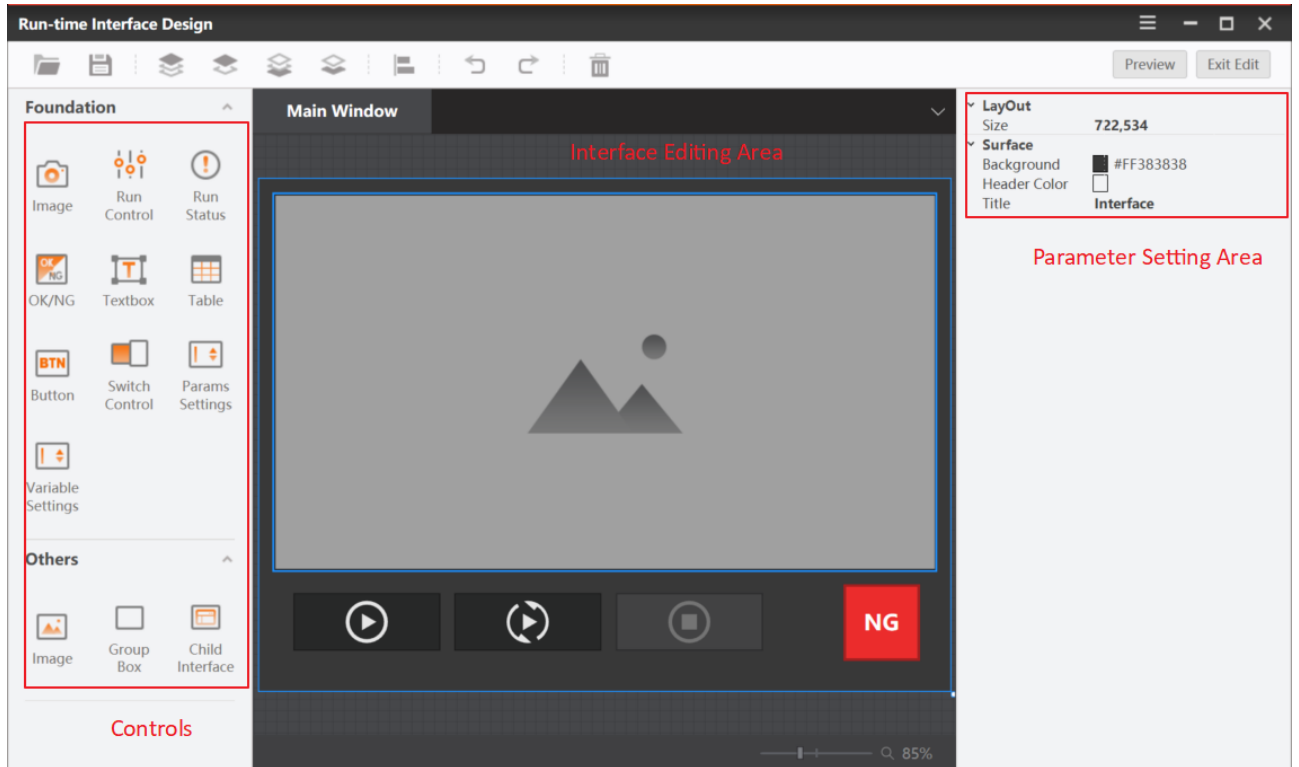 Run-time Interface Design
Preview
Exit Edit
Foundation
Image
Run
Control
Run
Status
OK
NG
OK/NG
Textbox
Table
BTN
Button
Switch
Control
Params
Settings
Variable
Settings
Others
Image
Group
Box
Child
Interface
Controls
Main Window
Interface Editing Area
NG
85%
LayOut
Size 722,534
Surface
Background #FF383838
Header Color
Title Interface
Parameter Setting Area